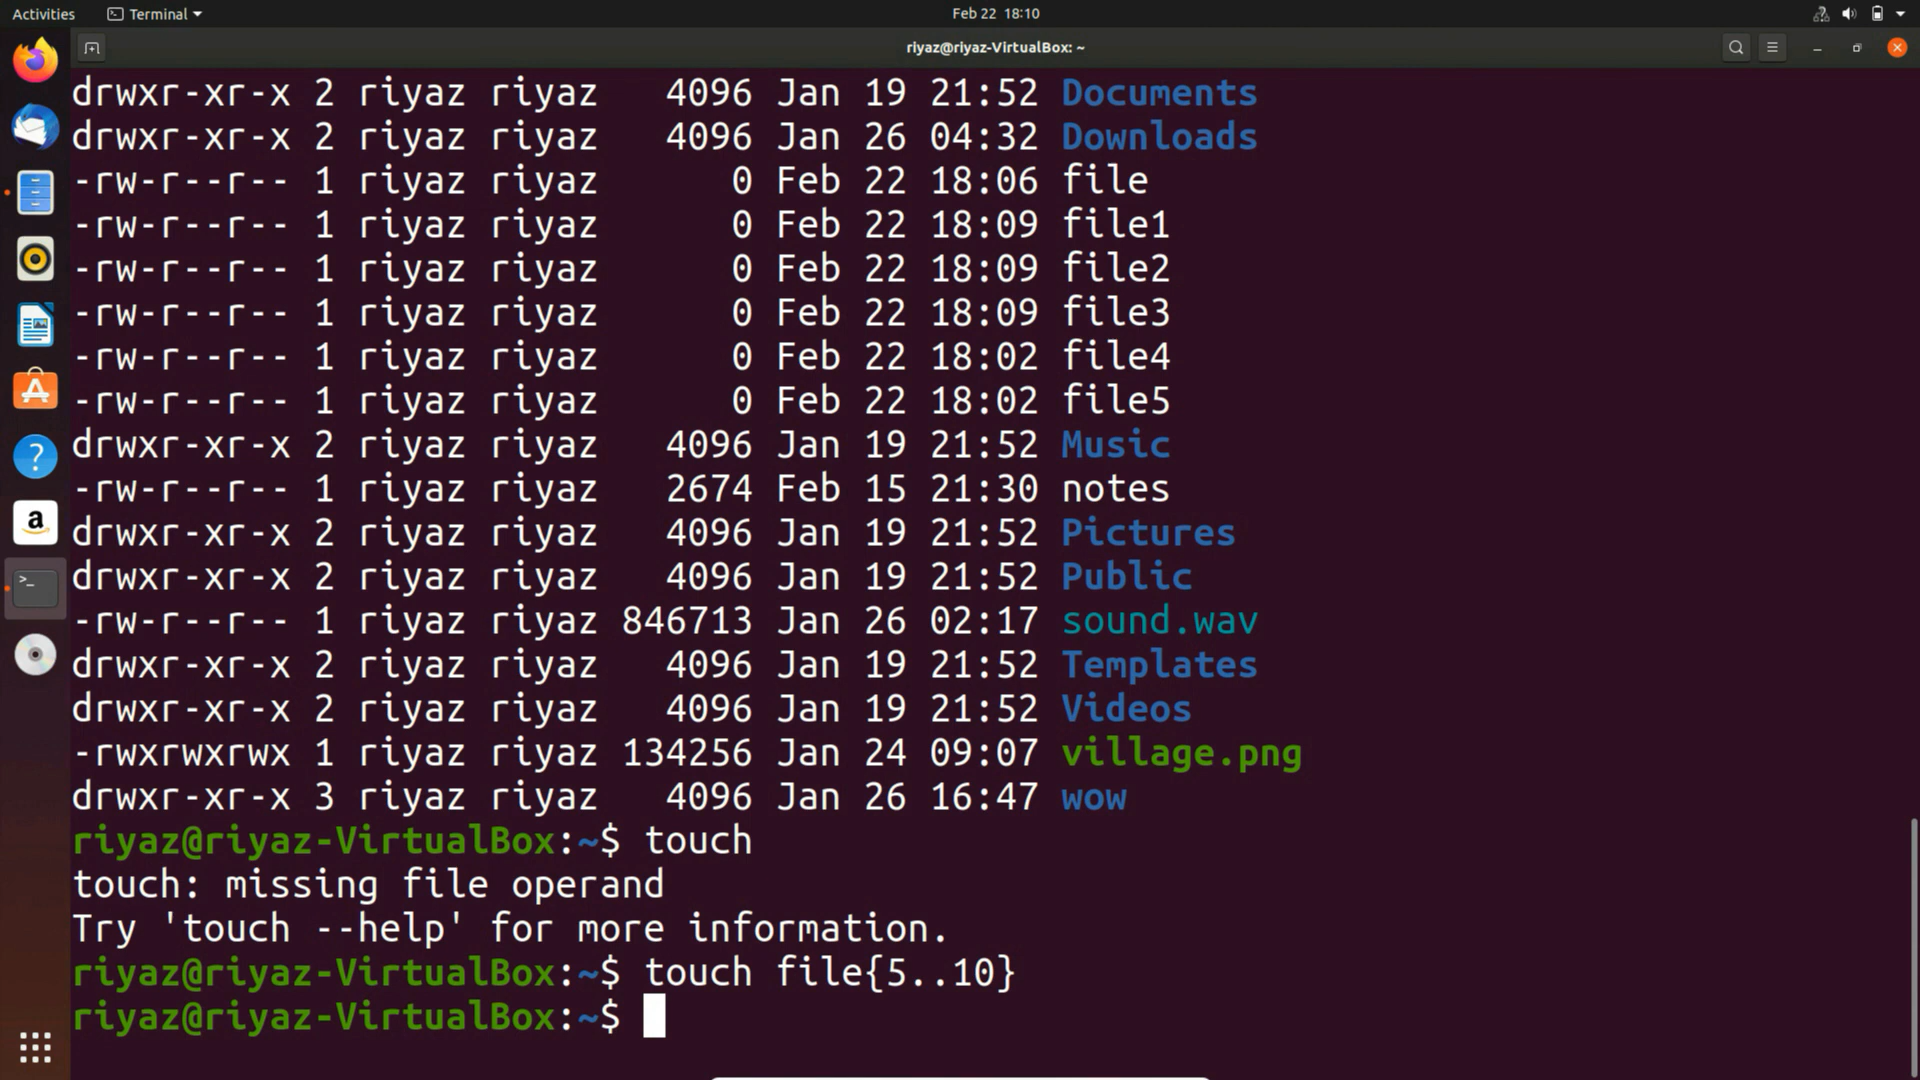 Activities Terminal Feb 22 18:10
riyaz@riyaz-VirtualBox: ~
drwxr-xr-x 2 riyaz riyaz 4096 Jan 19 21:52 Documents
drwxr-xr-x 2 riyaz riyaz 4096 Jan 26 04:32 Downloads
-rw-r--r-- 1 riyaz riyaz 0 Feb 22 18:06 file
-rw-r--r-- 1 riyaz riyaz 0 Feb 22 18:09 file1
-rw-r--r-- 1 riyaz riyaz 0 Feb 22 18:09 file2
-rw-r--r-- 1 riyaz riyaz 0 Feb 22 18:09 file3
-rw-r--r-- 1 riyaz riyaz 0 Feb 22 18:02 file4
-rw-r--r-- 1 riyaz riyaz 0 Feb 22 18:02 file5
drwxr-xr-x 2 riyaz riyaz 4096 Jan 19 21:52 Music
-rw-r--r-- 1 riyaz riyaz 2674 Feb 15 21:30 notes
drwxr-xr-x 2 riyaz riyaz 4096 Jan 19 21:52 Pictures
drwxr-xr-x 2 riyaz riyaz 4096 Jan 19 21:52 Public
-rw-r--r-- 1 riyaz riyaz 846713 Jan 26 02:17 sound.wav
drwxr-xr-x 2 riyaz riyaz 4096 Jan 19 21:52 Templates
drwxr-xr-x 2 riyaz riyaz 4096 Jan 19 21:52 Videos
-rwxrwxrwx 1 riyaz riyaz 134256 Jan 24 09:07 village.png
drwxr-xr-x 3 riyaz riyaz 4096 Jan 26 16:47 wow
riyaz@riyaz-VirtualBox:~$ touch
touch: missing file operand
Try 'touch --help' for more information.
riyaz@riyaz-VirtualBox:~$ touch file{5..10}
riyaz@riyaz-VirtualBox:~$